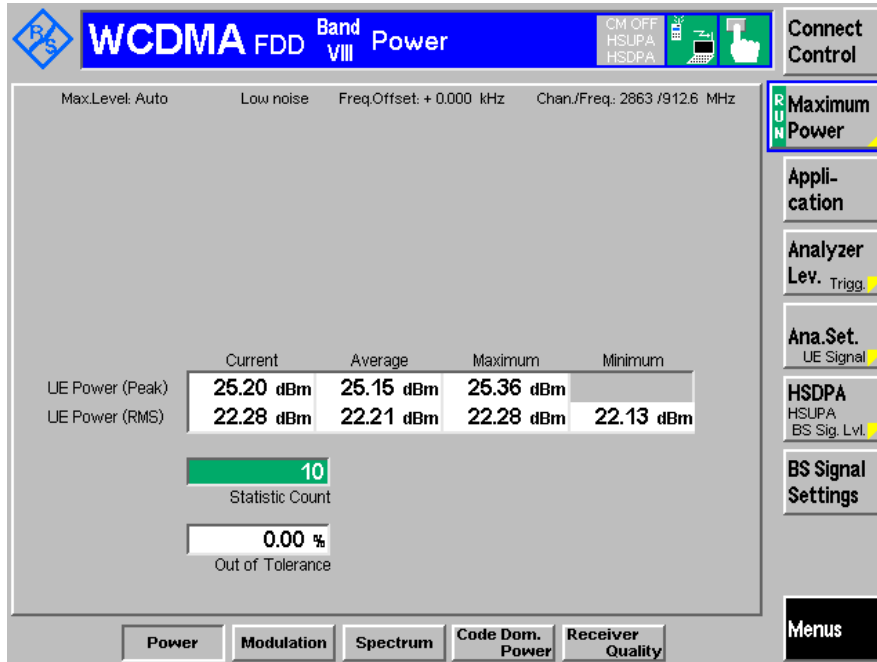 R&S
WCDMA FDD Band VIII Power
CM OFF
HSUPA
HSDPA
Connect Control
Max.Level: Auto Low noise Freq.Offset: + 0.000 kHz Chan./Freq.: 2863 /912.6 MHz
RUN
Maximum Power
Appli-
cation
Analyzer
Lev. Trigg.
Ana.Set.
UE Signal
HSDPA
HSUPA
BS Sig. Lvl.
BS Signal
Settings
Current Average Maximum Minimum
UE Power (Peak) 25.20 dBm 25.15 dBm 25.36 dBm
UE Power (RMS) 22.28 dBm 22.21 dBm 22.28 dBm 22.13 dBm
10
Statistic Count
0.00 %
Out of Tolerance
Power Modulation Spectrum Code Dom. Power Receiver Quality
Menus